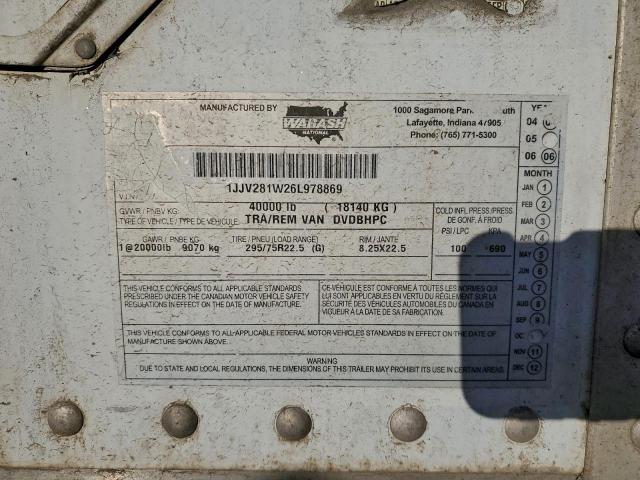 MANUFACTURED BY
WABASH
NATIONAL
1000 Sagamore South
Lafayette, Indiana 47905
Phone: (765) 771-5300
1JJV281W26L978869
GVWR / PNBV KG: 40000 lb ( 18140 KG )
TYPE OF VEHICLE / TYPE DE VÉHICULE: TRA/REM VAN DVDBHPC
GAWR / PNBE KG TIRE / PNEU (LOAD RANGE) RIM / JANTE
1@20000lb 9070 kg 295/75R22.5 (G) 8.25X22.5
COLD INFL. PRESS /
PRESS. DE GONF. À FROID
PSI / LPC KPA
100 690
THIS VEHICLE CONFORMS TO ALL APPLICABLE STANDARDS
PRESCRIBED UNDER THE CANADIAN MOTOR VEHICLE SAFETY
REGULATIONS IN EFFECT ON THE DATE OF MANUFACTURE
CE VÉHICULE EST CONFORME À TOUTES LES NORMES QUI
LUI SONT APPLICABLES EN VERTU DU RÉGLEMENT SUR LA
SÉCURITÉ DES VÉHICULES AUTOMOBILES DU CANADA EN
VIGUEUR À LA DATE DE SA FABRICATION.
THIS VEHICLE CONFORMS TO ALL-APPLICABLE FEDERAL MOTOR VEHICLES STANDARDS IN EFFECT ON THE DATE OF
MANUFACTURE SHOWN ABOVE.
WARNING
DUE TO STATE AND LOCAL REGULATIONS, THE DIMENSIONS OF THIS TRAILER MAY PROHIBIT ITS USE IN CERTAIN AREAS.
04
05
06 06
MONTH
JAN 1
FEB 2
MAR 3
APR 4
MAY 5
JUN 6
JUL 7
AUG 8
SEP 9
NOV 11
DEC 12